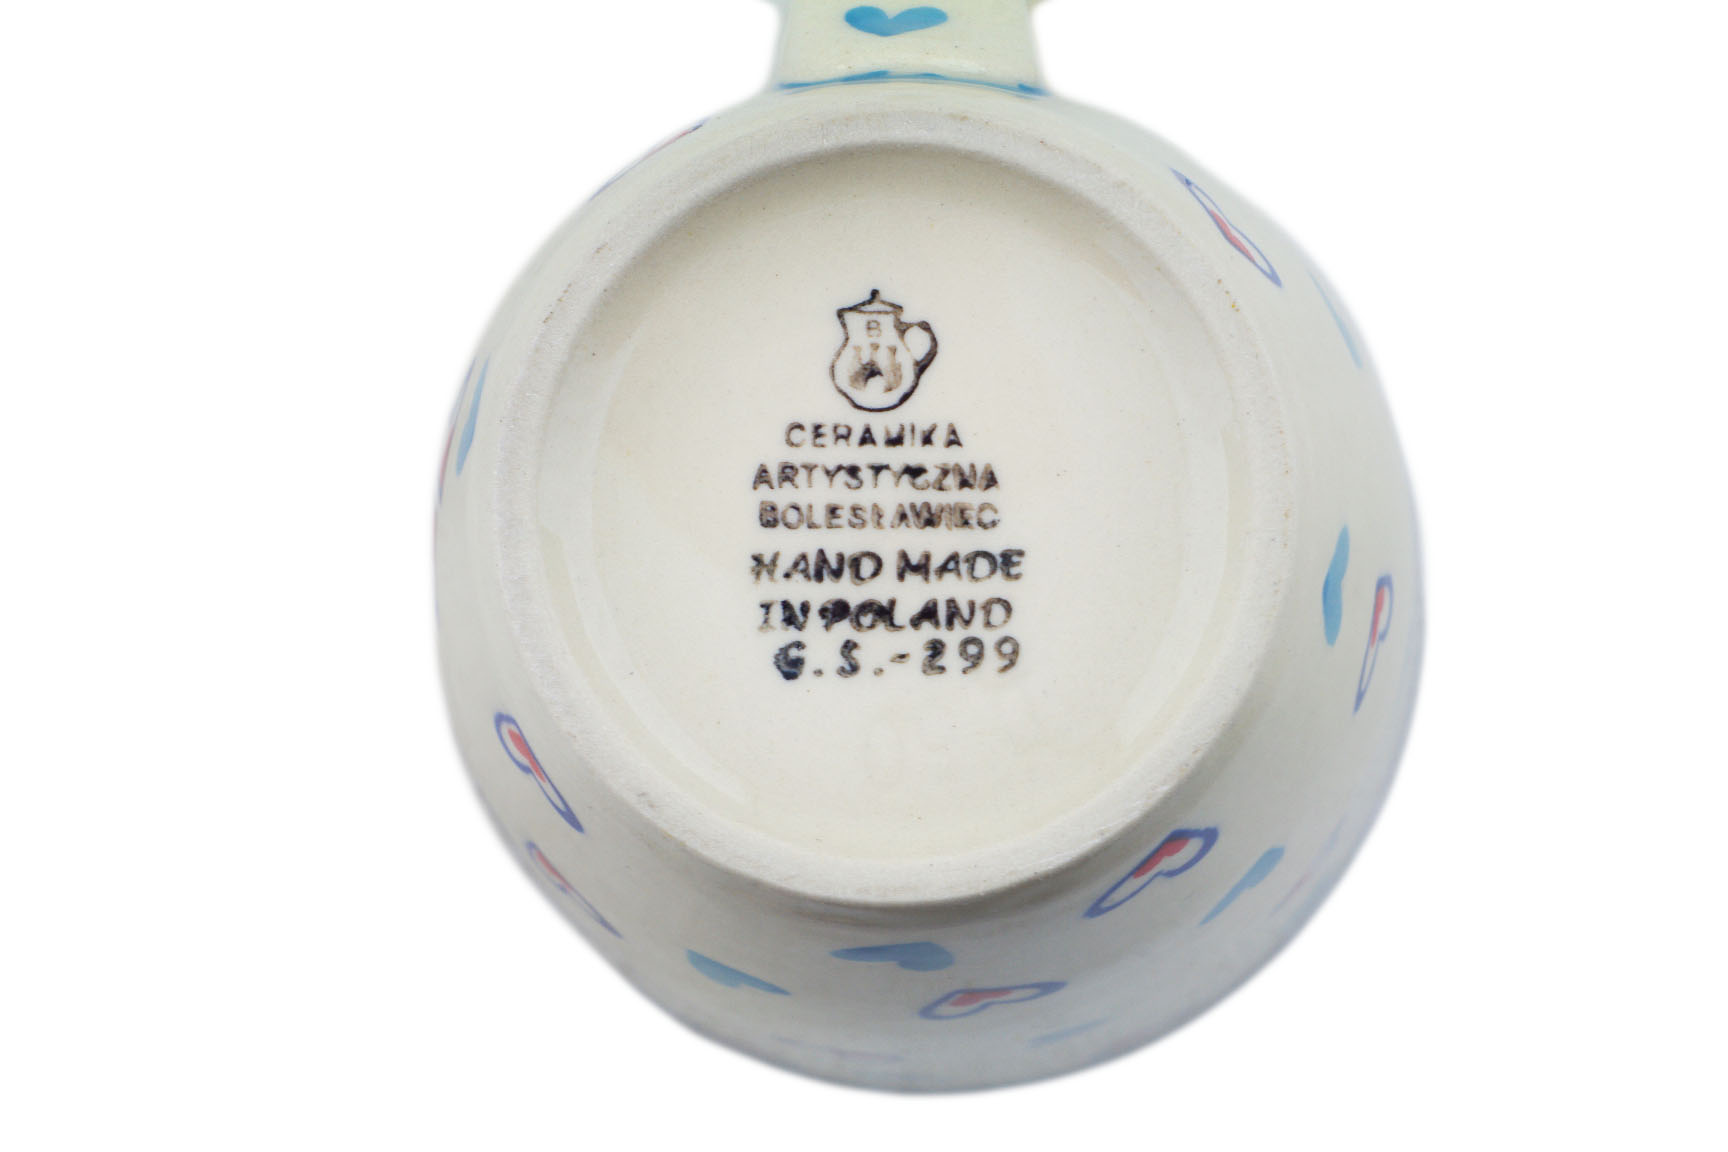 B
CERAMIKA
ARTYSTYCZNA
BOLESŁAWIEC
HAND MADE
IN POLAND
G.S.-299